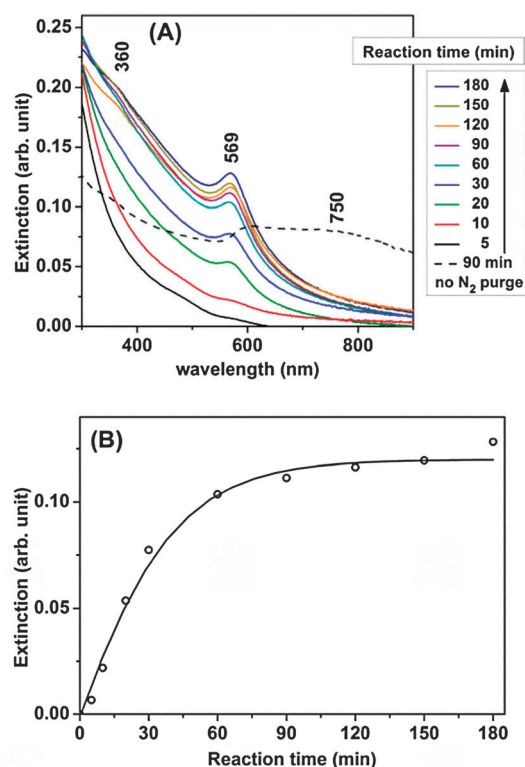 (A)
Reaction time (min)
360
569
750
180
150
120
90
60
30
20
10
5
90 min
no N₂ purge
0.25
0.20
0.15
0.10
0.05
0.00
Extinction (arb. unit)
400 600 800
wavelength (nm)
(B)
0.10
0.05
0.00
Extinction (arb. unit)
0 30 60 90 120 150 180
Reaction time (min)